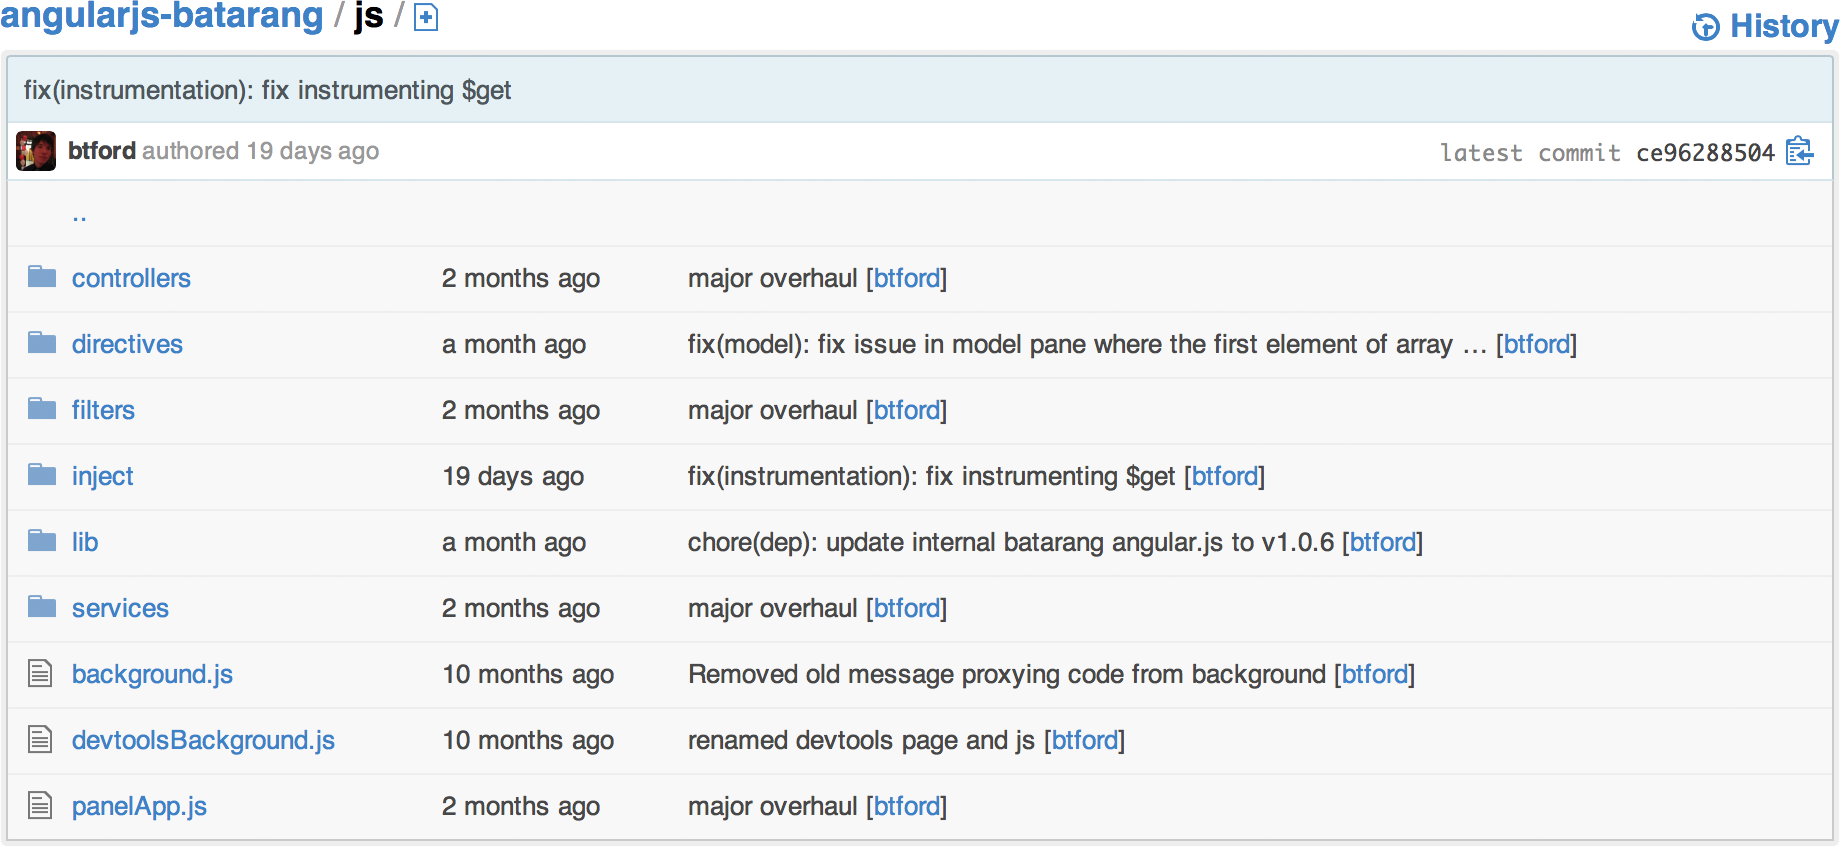 angularjs-batarang / js /
History
fix(instrumentation): fix instrumenting $get
btford authored 19 days ago latest commit ce96288504
..
controllers 2 months ago major overhaul [btford]
directives a month ago fix(model): fix issue in model pane where the first element of array … [btford]
filters 2 months ago major overhaul [btford]
inject 19 days ago fix(instrumentation): fix instrumenting $get [btford]
lib a month ago chore(dep): update internal batarang angular.js to v1.0.6 [btford]
services 2 months ago major overhaul [btford]
background.js 10 months ago Removed old message proxying code from background [btford]
devtoolsBackground.js 10 months ago renamed devtools page and js [btford]
panelApp.js 2 months ago major overhaul [btford]